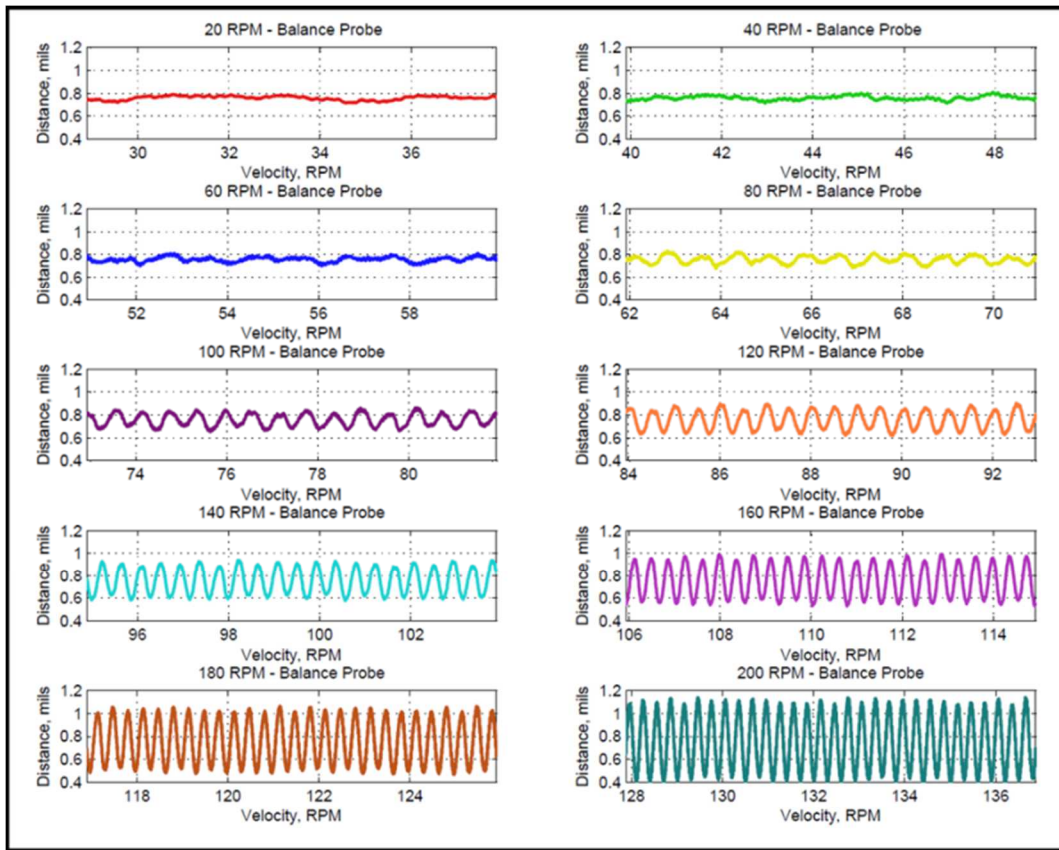 20 RPM - Balance Probe
Distance, mils
1.2
1
0.8
0.6
0.4
30 32 34 36
Velocity, RPM
40 RPM - Balance Probe
Distance, mils
1.2
1
0.8
0.6
0.4
40 42 44 46 48
Velocity, RPM
60 RPM - Balance Probe
Distance, mils
1.2
1
0.8
0.6
0.4
52 54 56 58
Velocity, RPM
80 RPM - Balance Probe
Distance, mils
1.2
1
0.8
0.6
0.4
62 64 66 68 70
Velocity, RPM
100 RPM - Balance Probe
Distance, mils
1.2
1
0.8
0.6
0.4
74 76 78 80
Velocity, RPM
120 RPM - Balance Probe
Distance, mils
1.2
1
0.8
0.6
0.4
84 86 88 90 92
Velocity, RPM
140 RPM - Balance Probe
Distance, mils
1.2
1
0.8
0.6
0.4
96 98 100 102
Velocity, RPM
160 RPM - Balance Probe
Distance, mils
1.2
1
0.8
0.6
0.4
106 108 110 112 114
Velocity, RPM
180 RPM - Balance Probe
Distance, mils
1.2
1
0.8
0.6
0.4
118 120 122 124
Velocity, RPM
200 RPM - Balance Probe
Distance, mils
1.2
1
0.8
0.6
0.4
128 130 132 134 136
Velocity, RPM